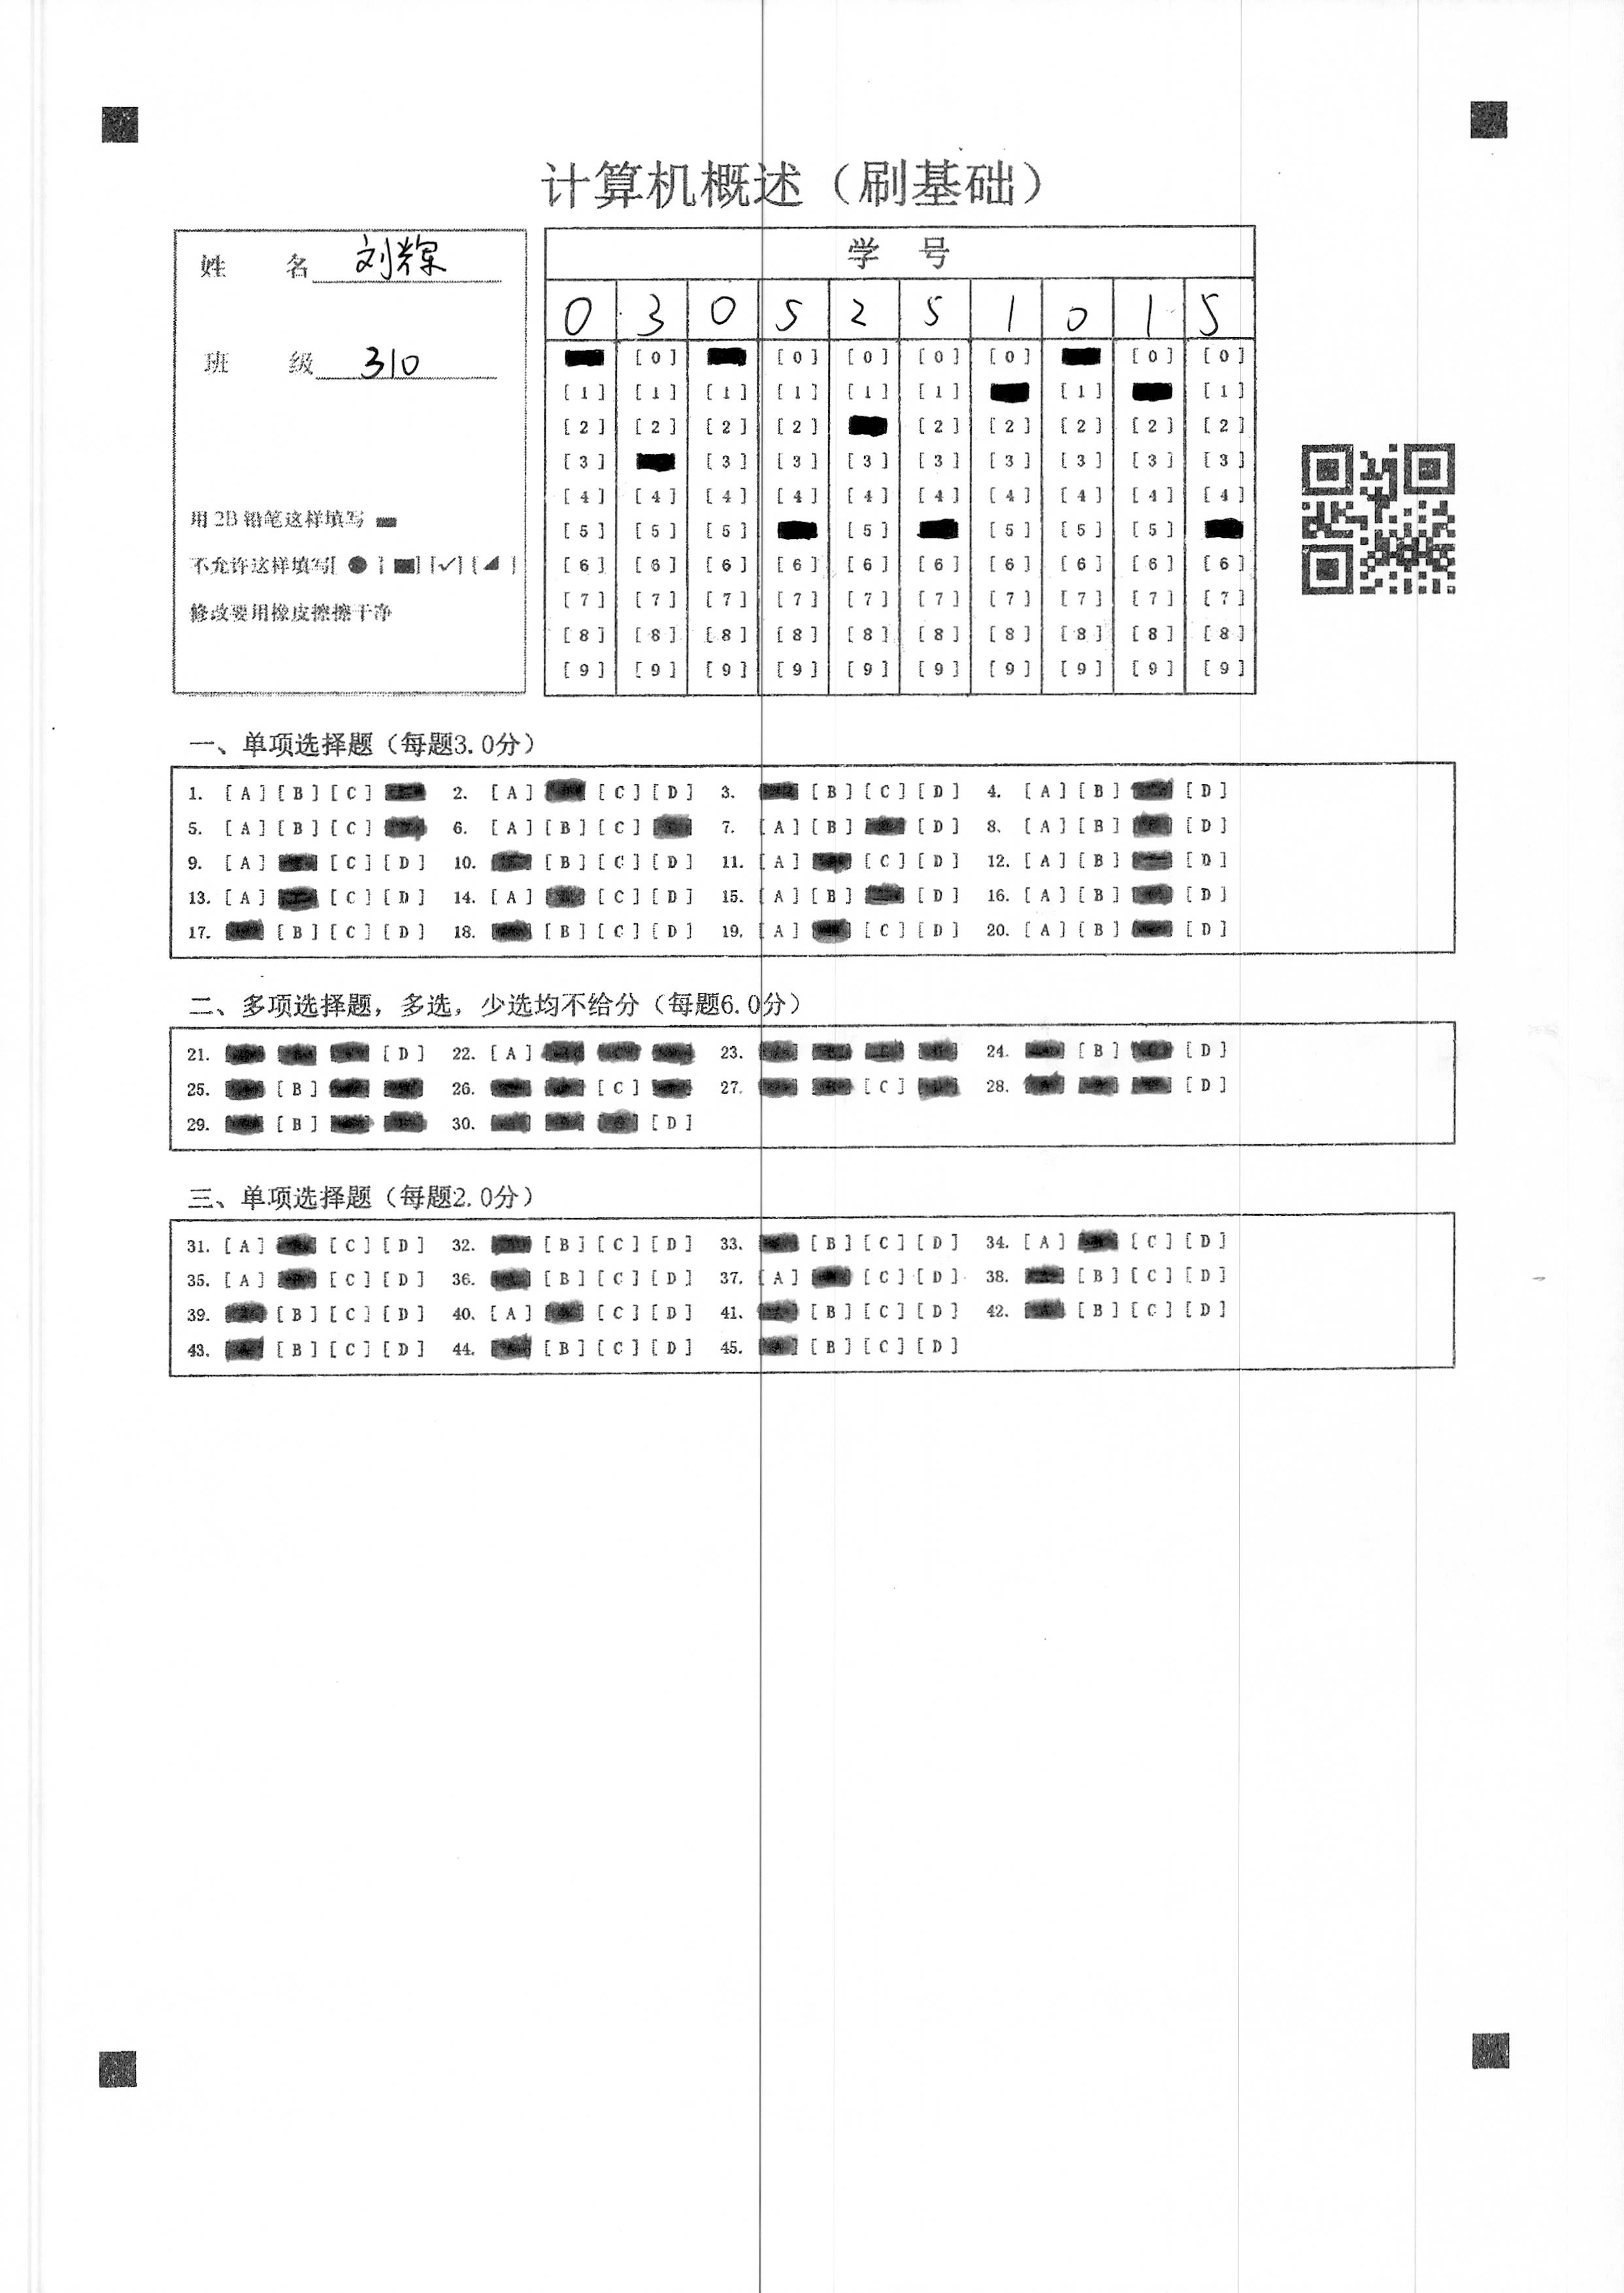 计算机概述（刷基础）
姓 名 刘粽
班 级 310
用 2B 铅笔这样填写
不允许这样填写[ ● ] [■] [✓] [◢]
修改要用橡皮擦擦干净
学 号
0 3 0 5 2 5 1 0 1 5
[0] [0] [0] [0] [0] [0] [0]
[1] [1] [1] [1] [1] [1] [1] [1]
[2] [2] [2] [2] [2] [2] [2] [2] [2]
[3] [3] [3] [3] [3] [3] [3] [3] [3]
[4] [4] [4] [4] [4] [4] [4] [4] [4] [4]
[5] [5] [5] [5] [5] [5] [5]
[6] [6] [6] [6] [6] [6] [6] [6] [6] [6]
[7] [7] [7] [7] [7] [7] [7] [7] [7] [7]
[8] [8] [8] [8] [8] [8] [8] [8] [8] [8]
[9] [9] [9] [9] [9] [9] [9] [9] [9] [9]
一、单项选择题（每题3.0分）
1. [A] [B] [C] 2. [A] [C] [D] 3. [B] [C] [D] 4. [A] [B] [D]
5. [A] [B] [C] 6. [A] [B] [C] 7. [A] [B] [D] 8. [A] [B] [D]
9. [A] [C] [D] 10. [B] [C] [D] 11. [A] [C] [D] 12. [A] [B] [D]
13. [A] [C] [D] 14. [A] [C] [D] 15. [A] [B] [D] 16. [A] [B] [D]
17. [B] [C] [D] 18. [B] [C] [D] 19. [A] [C] [D] 20. [A] [B] [D]
二、多项选择题，多选，少选均不给分（每题6.0分）
21. [D] 22. [A] 23. 24. [B] [D]
25. [B] 26. [C] 27. [C] 28. [D]
29. [B] 30. [D]
三、单项选择题（每题2.0分）
31. [A] [C] [D] 32. [B] [C] [D] 33. [B] [C] [D] 34. [A] [C] [D]
35. [A] [C] [D] 36. [B] [C] [D] 37. [A] [C] [D] 38. [B] [C] [D]
39. [B] [C] [D] 40. [A] [C] [D] 41. [B] [C] [D] 42. [B] [C] [D]
43. [B] [C] [D] 44. [B] [C] [D] 45. [B] [C] [D]